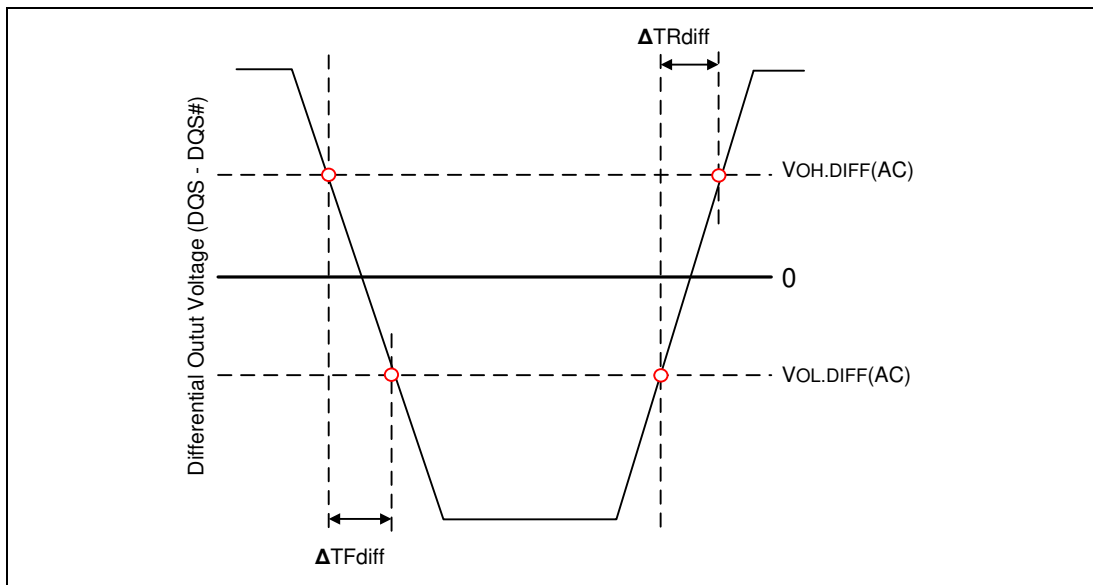 ΔTRdiff
Differential Outut Voltage (DQS - DQS#)
VOH.DIFF(AC)
0
VOL.DIFF(AC)
ΔTFdiff